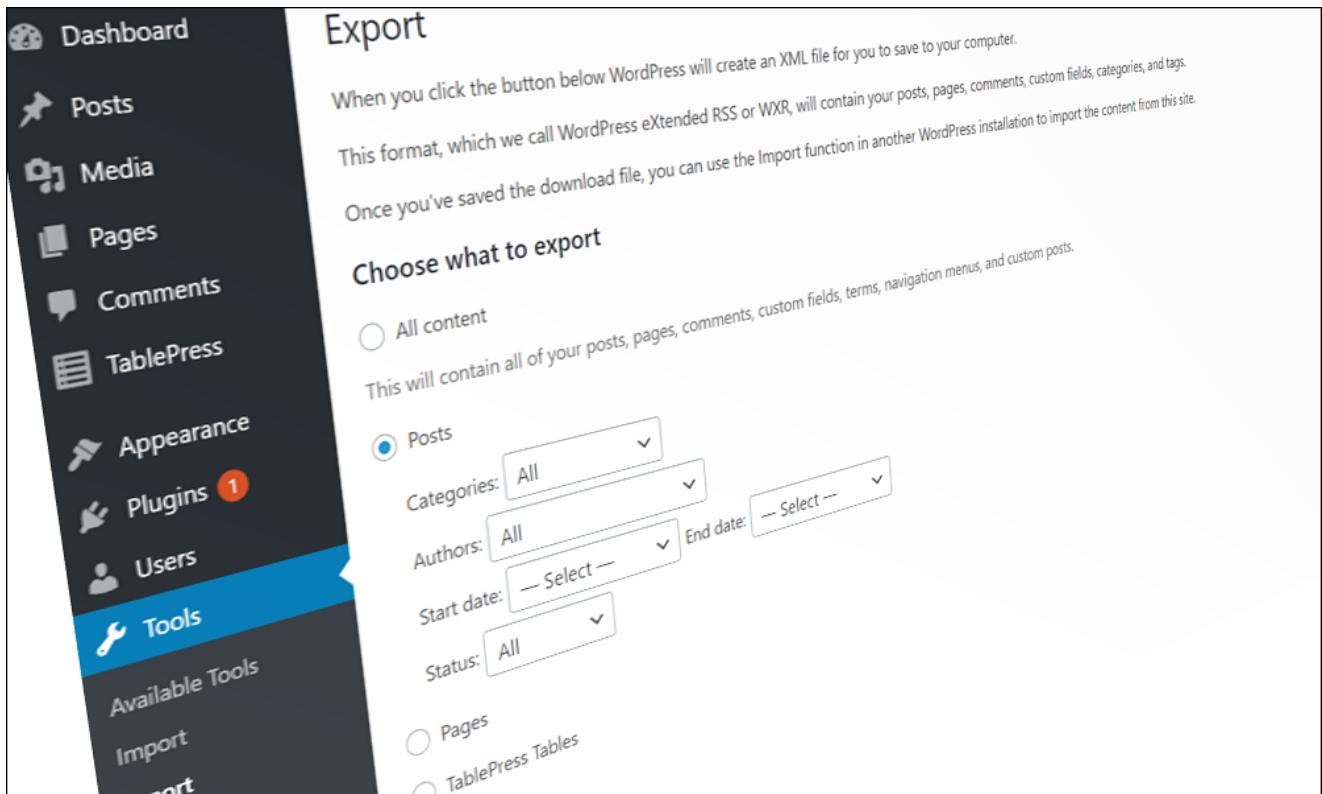 Dashboard
Posts
Media
Pages
Comments
TablePress
Appearance
Plugins 1
Users
Tools
Available Tools
Import
Export
When you click the button below WordPress will create an XML file for you to save to your computer.
This format, which we call WordPress eXtended RSS or WXR, will contain your posts, pages, comments, custom fields, categories, and tags.
Once you've saved the download file, you can use the Import function in another WordPress installation to import the content from this site.
Choose what to export
All content
This will contain all of your posts, pages, comments, custom fields, terms, navigation menus, and custom posts.
Posts
Categories: All
Authors: All
Start date: — Select — End date: — Select —
Status: All
Pages
TablePress Tables